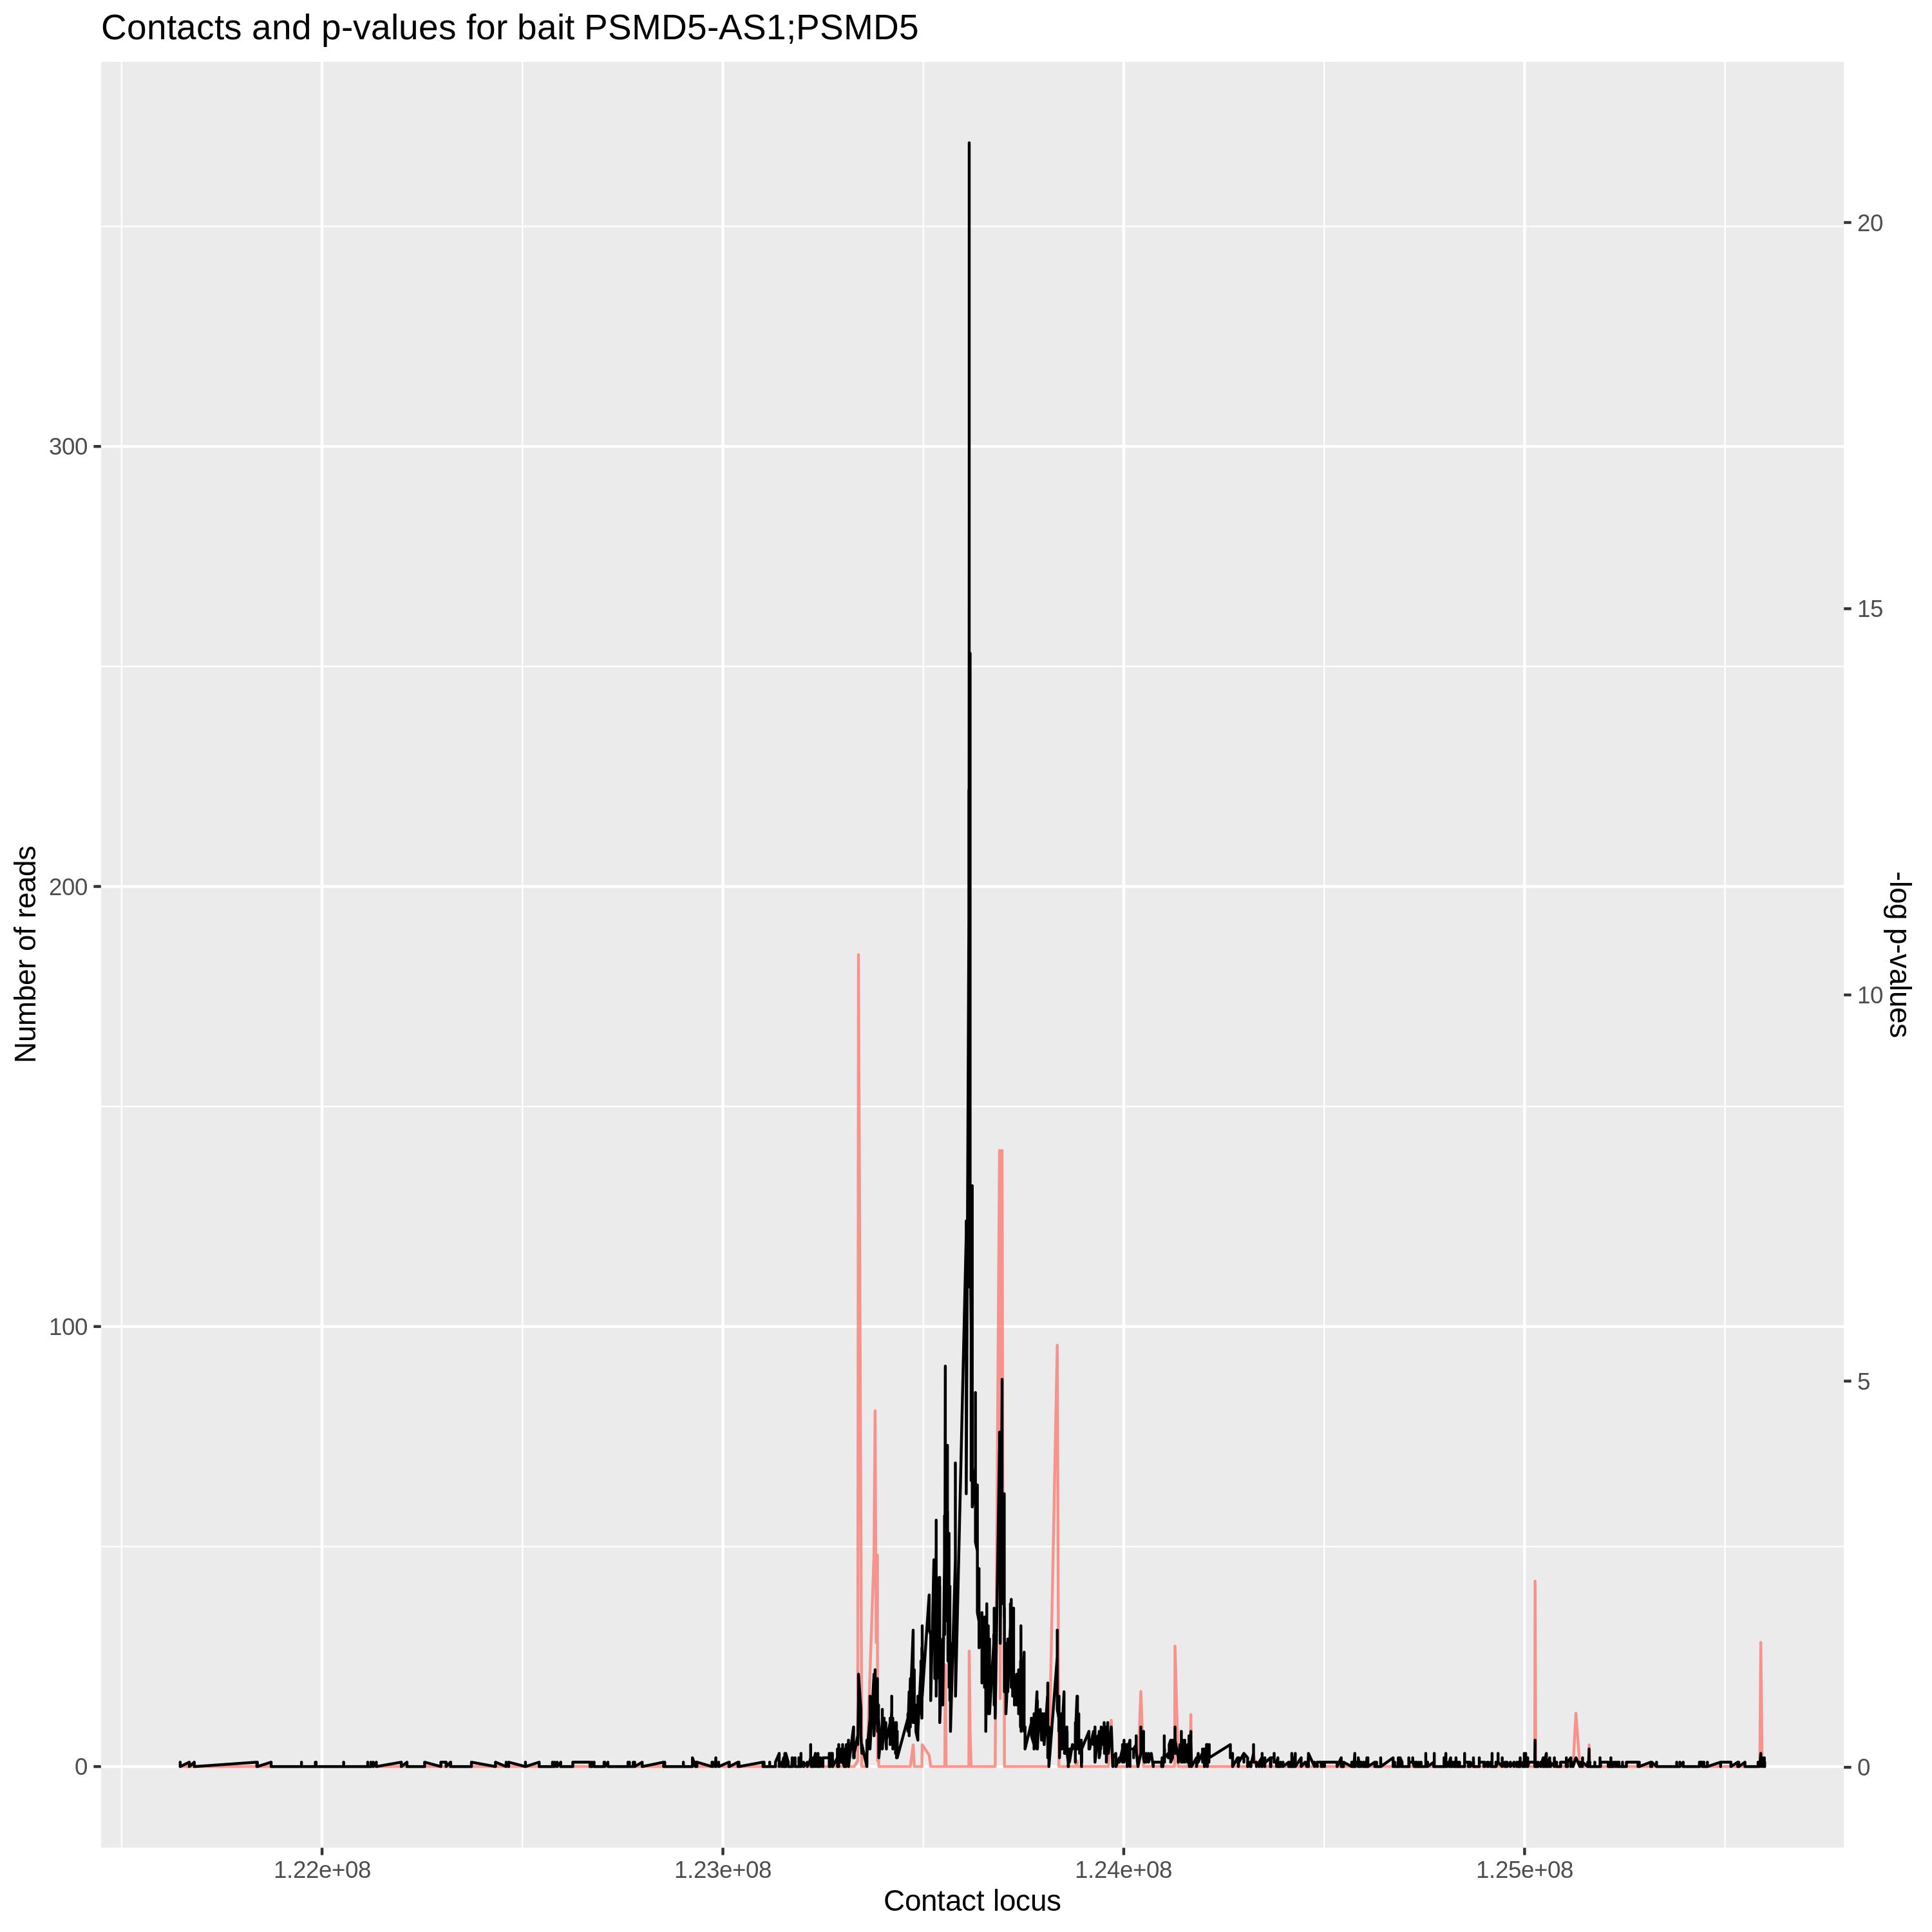 Contacts and p-values for bait PSMD5-AS1;PSMD5
Number of reads
300
200
100
0
20
15
10
5
0
-log p-values
1.22e+08
1.23e+08
1.24e+08
1.25e+08
Contact locus